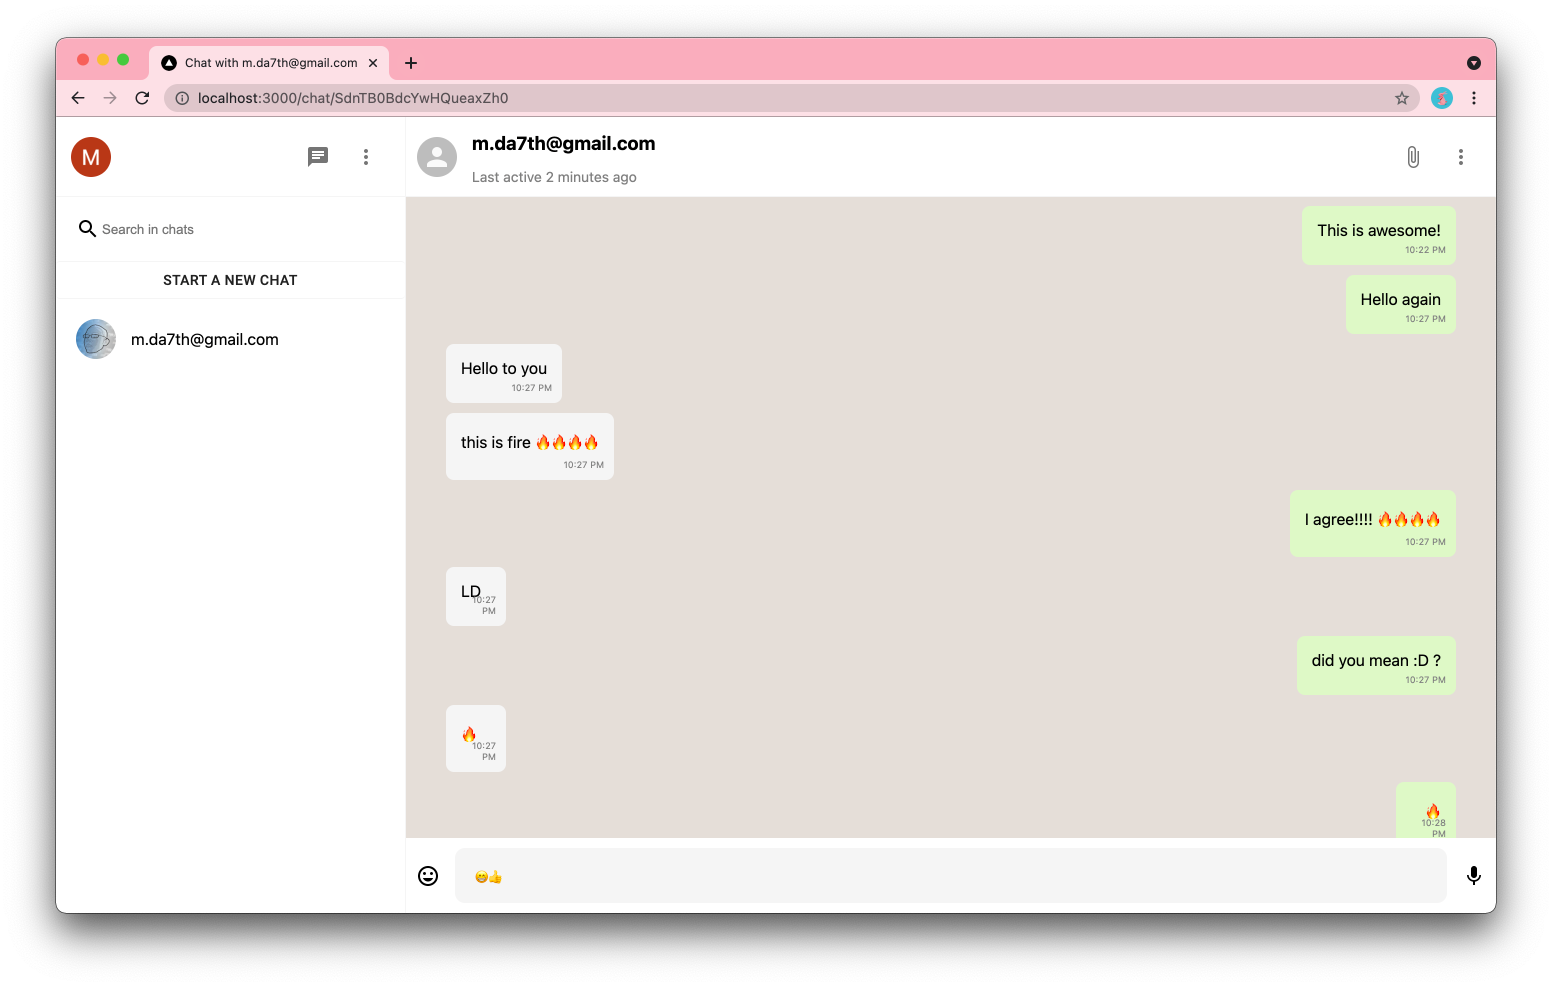 Chat with m.da7th@gmail.com
localhost:3000/chat/SdnTB0BdcYwHQueaxZh0
M
m.da7th@gmail.com
Last active 2 minutes ago
Search in chats
START A NEW CHAT
m.da7th@gmail.com
This is awesome!
10:22 PM
Hello again
10:27 PM
Hello to you
10:27 PM
this is fire 🔥🔥🔥🔥
10:27 PM
I agree!!!! 🔥🔥🔥🔥
10:27 PM
LD
10:27
PM
did you mean :D ?
10:27 PM
🔥
10:27
PM
🔥
10:28
PM
😁👍